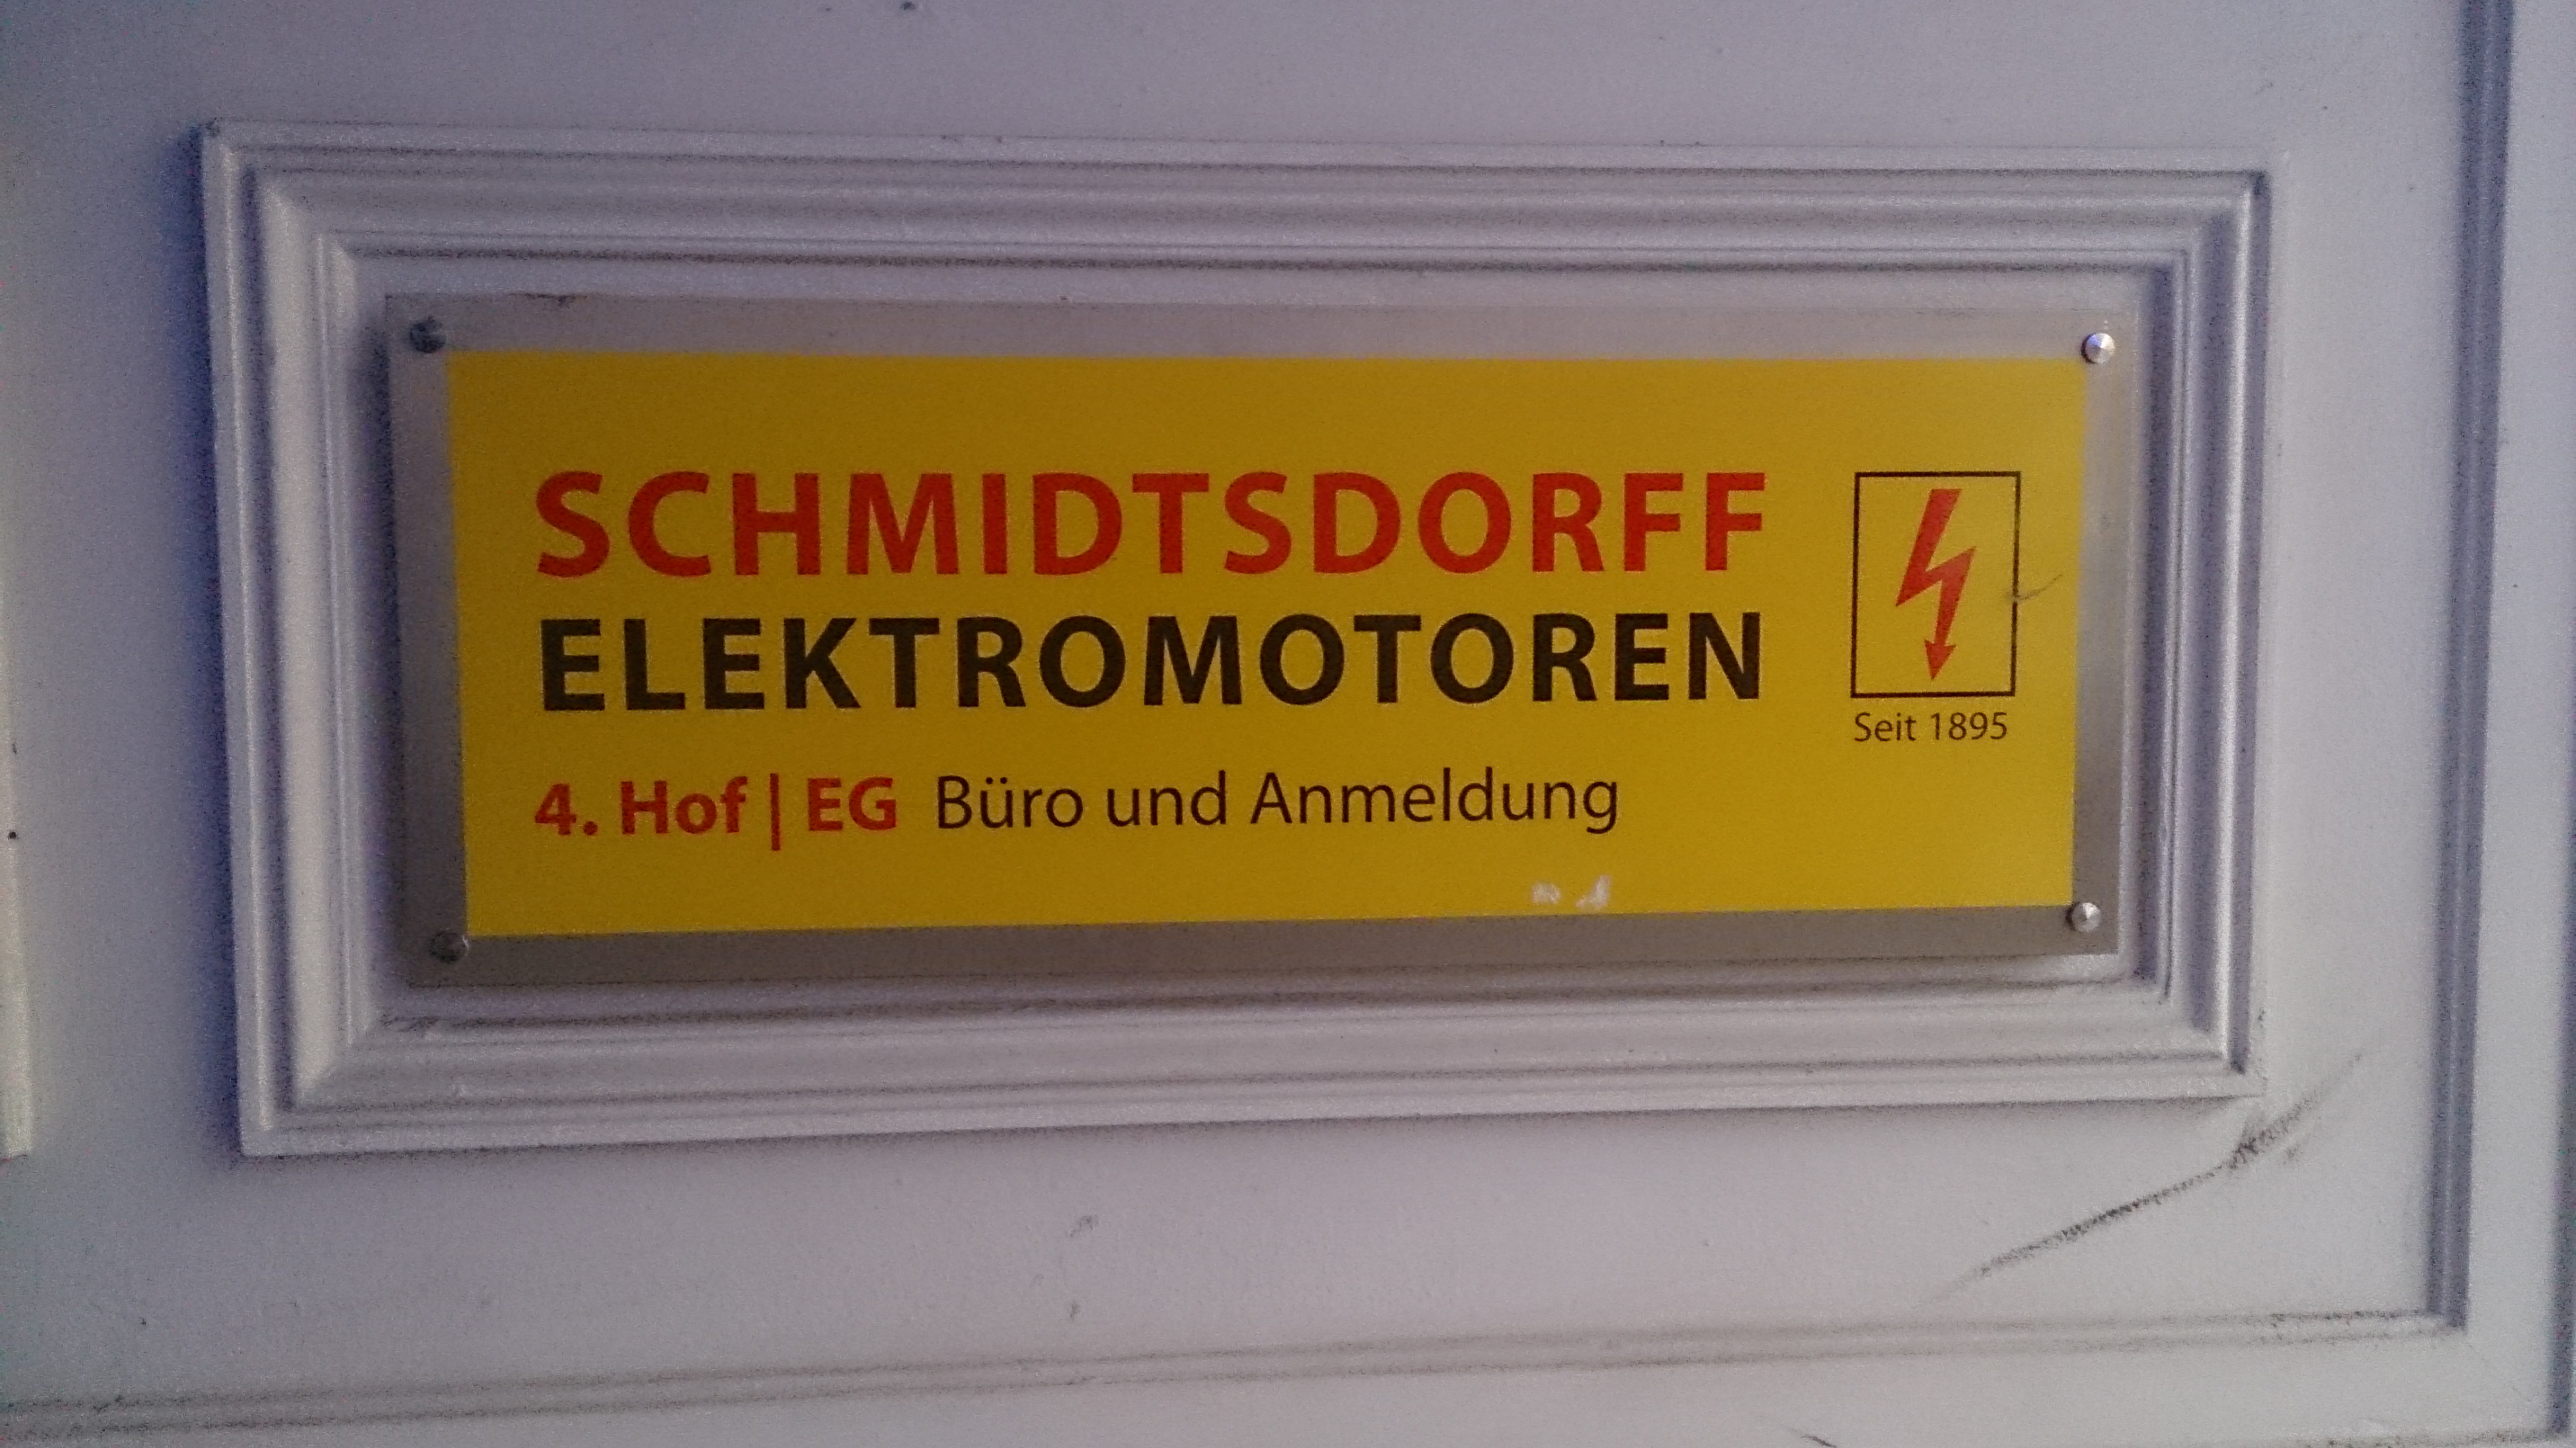 SCHMIDTSDORFF
ELEKTROMOTOREN
Seit 1895
4. Hof | EG Büro und Anmeldung